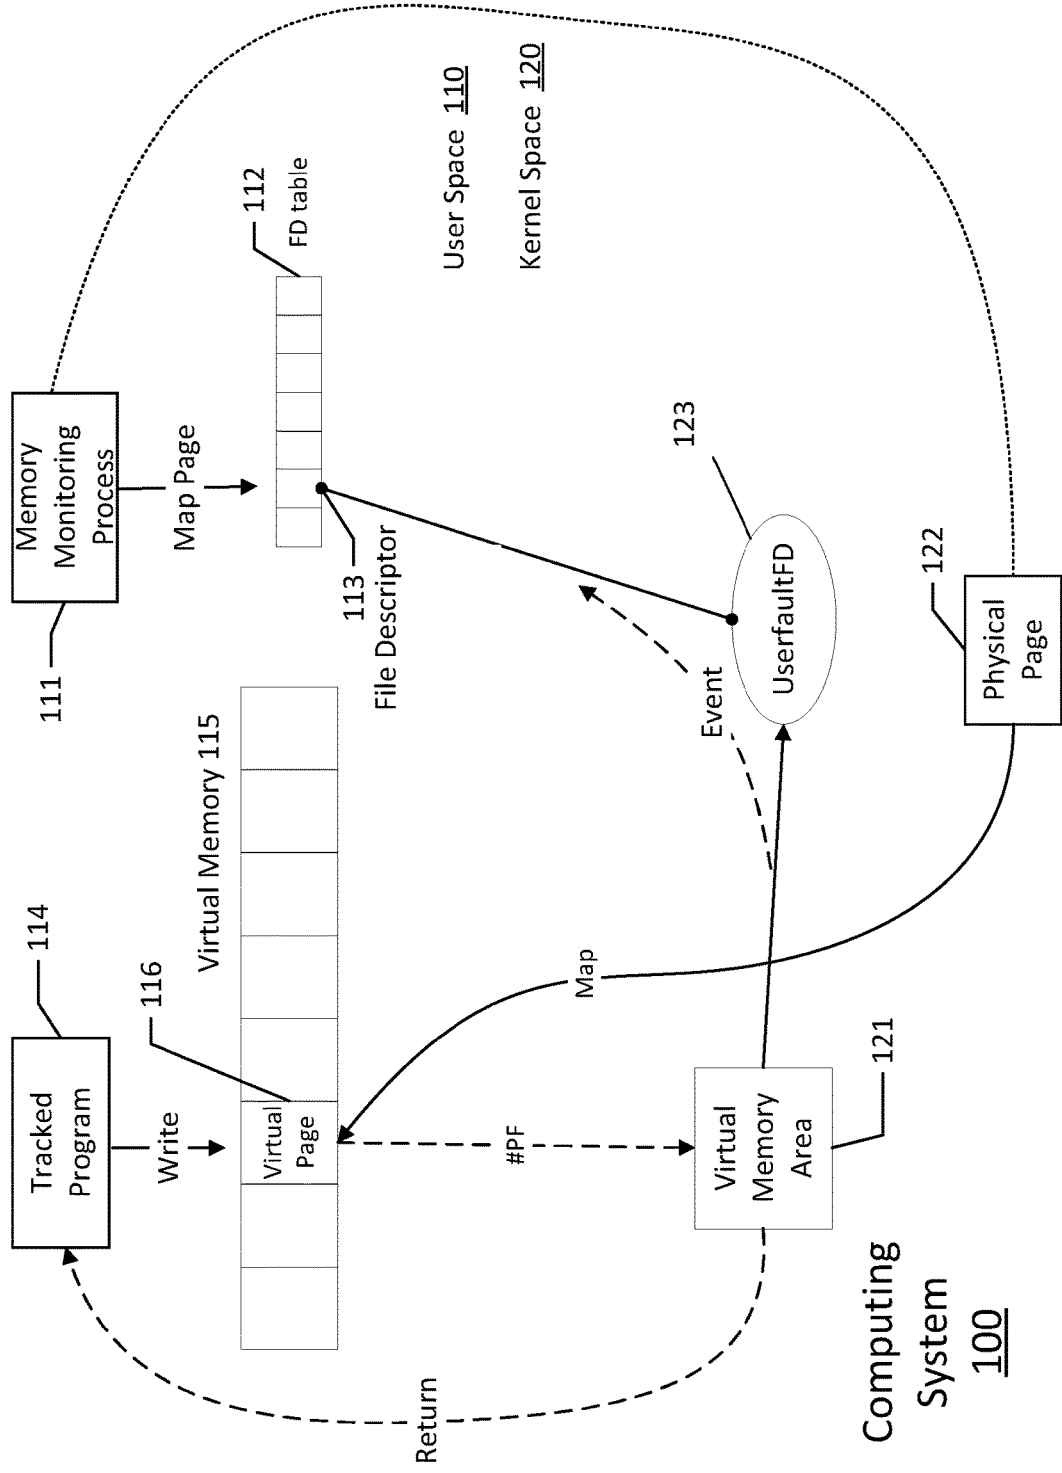 114
Tracked
Program
Write
111
Memory
Monitoring
Process
Map Page
116
Virtual Memory 115
Virtual
Page
112
FD table
113
File Descriptor
Return
User Space 110
Kernel Space 120
#PF
Map
Event
123
UserfaultFD
Virtual
Memory
Area
121
122
Physical
Page
Computing
System
100